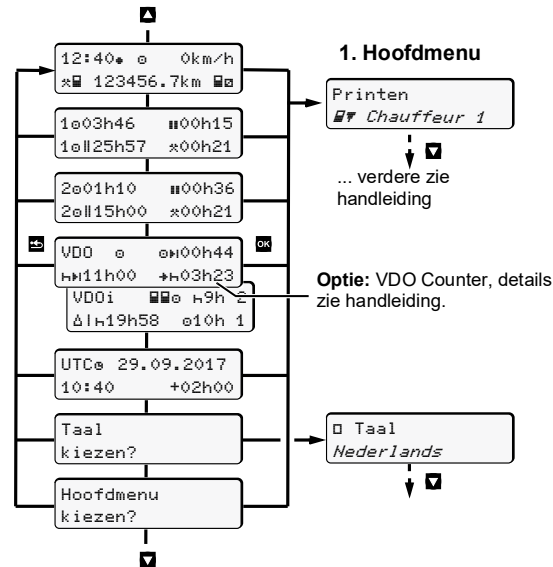 12:40● ⊙ 0km/h
123456.7km
1⊙03h46 00h15
1⊙25h57 00h21
2⊙01h10 00h36
2⊙15h00 00h21
VDO ⊙ ⊙00h44
11h00 03h23
VDOi 9h 2
19h58 ⊙10h 1
UTC 29.09.2017
10:40 +02h00
Taal
kiezen?
Hoofdmenu
kiezen?
OK
1. Hoofdmenu
Printen
Chauffeur 1
... verdere zie
handleiding
Optie: VDO Counter, details
zie handleiding.
Taal
Nederlands